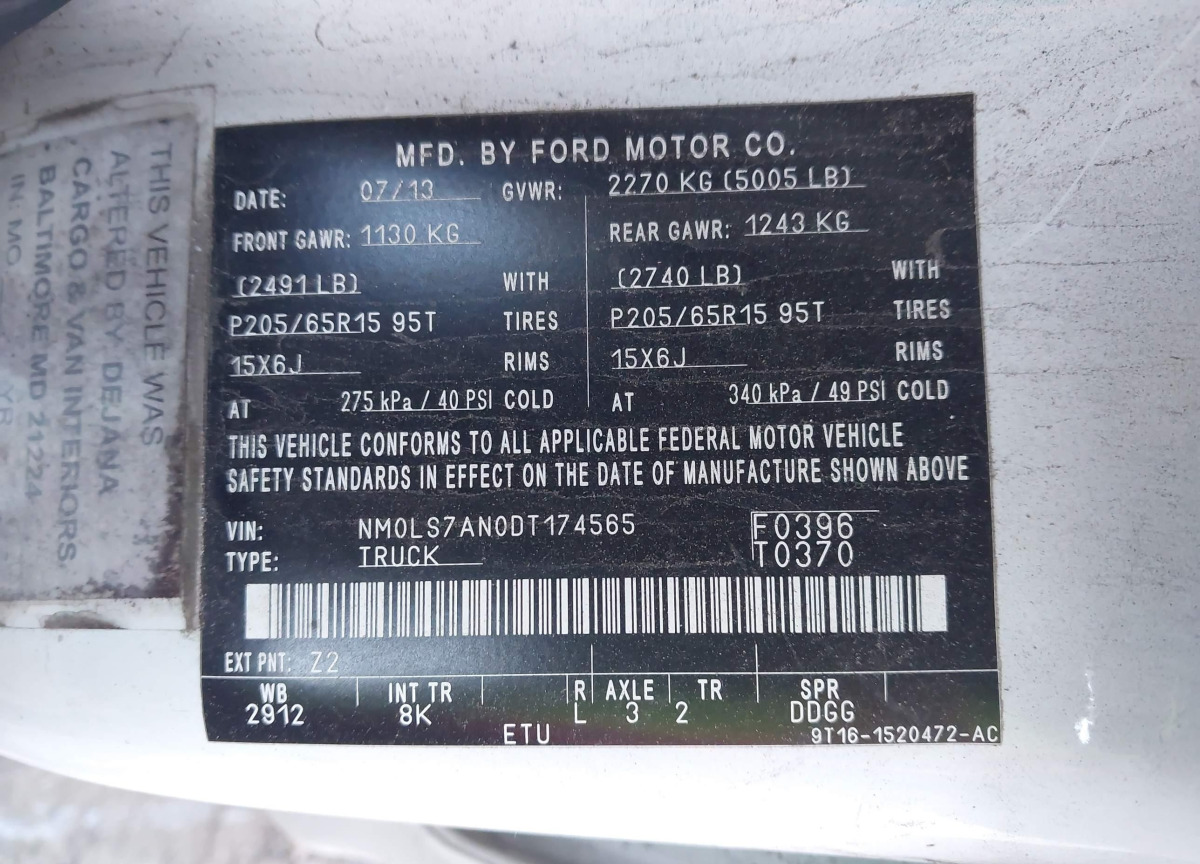 MFD. BY FORD MOTOR CO.
DATE: 07/13 GVWR: 2270 KG (5005 LB)
FRONT GAWR: 1130 KG REAR GAWR: 1243 KG
(2491 LB) WITH (2740 LB) WITH
P205/65R15 95T TIRES P205/65R15 95T TIRES
15X6J RIMS 15X6J RIMS
AT 275 kPa / 40 PSI COLD AT 340 kPa / 49 PSI COLD
THIS VEHICLE CONFORMS TO ALL APPLICABLE FEDERAL MOTOR VEHICLE
SAFETY STANDARDS IN EFFECT ON THE DATE OF MANUFACTURE SHOWN ABOVE
VIN: NM0LS7AN0DT174565 F0396
TYPE: TRUCK T0370
EXT PNT: Z2
WB INT TR R AXLE TR SPR
2912 8K L 3 2 DDGG
ETU 9T16-1520472-AC
THIS VEHICLE WAS
ALTERED BY DEJANA
CARGO & VAN INTERIORS.
BALTIMORE MD 21224
IN: MO YR